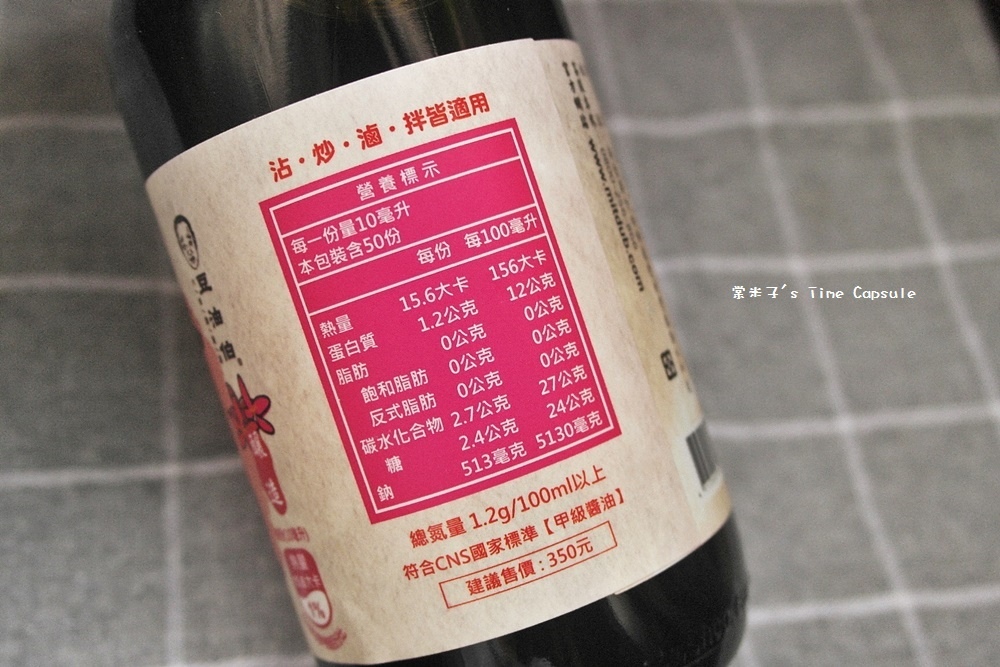 沾・炒・滷・拌皆適用
營養標示
每一份量10毫升
本包裝含50份
每份 每100毫升
熱量 15.6大卡 156大卡
蛋白質 1.2公克 12公克
脂肪 0公克 0公克
飽和脂肪 0公克 0公克
反式脂肪 0公克 0公克
碳水化合物 2.7公克 27公克
糖 2.4公克 24公克
鈉 513毫克 5130毫克
總氮量 1.2g/100ml以上
符合CNS國家標準【甲級醬油】
建議售價:350元
www.mitdub.com
釀造
1%
棠米子's Time Capsule